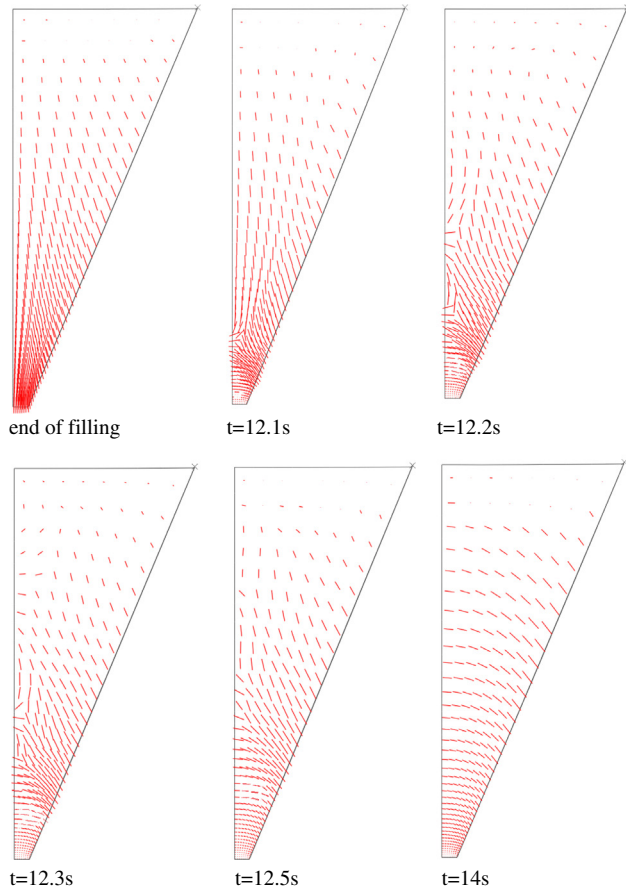 end of filling
t=12.1s
t=12.2s
t=12.3s
t=12.5s
t=14s